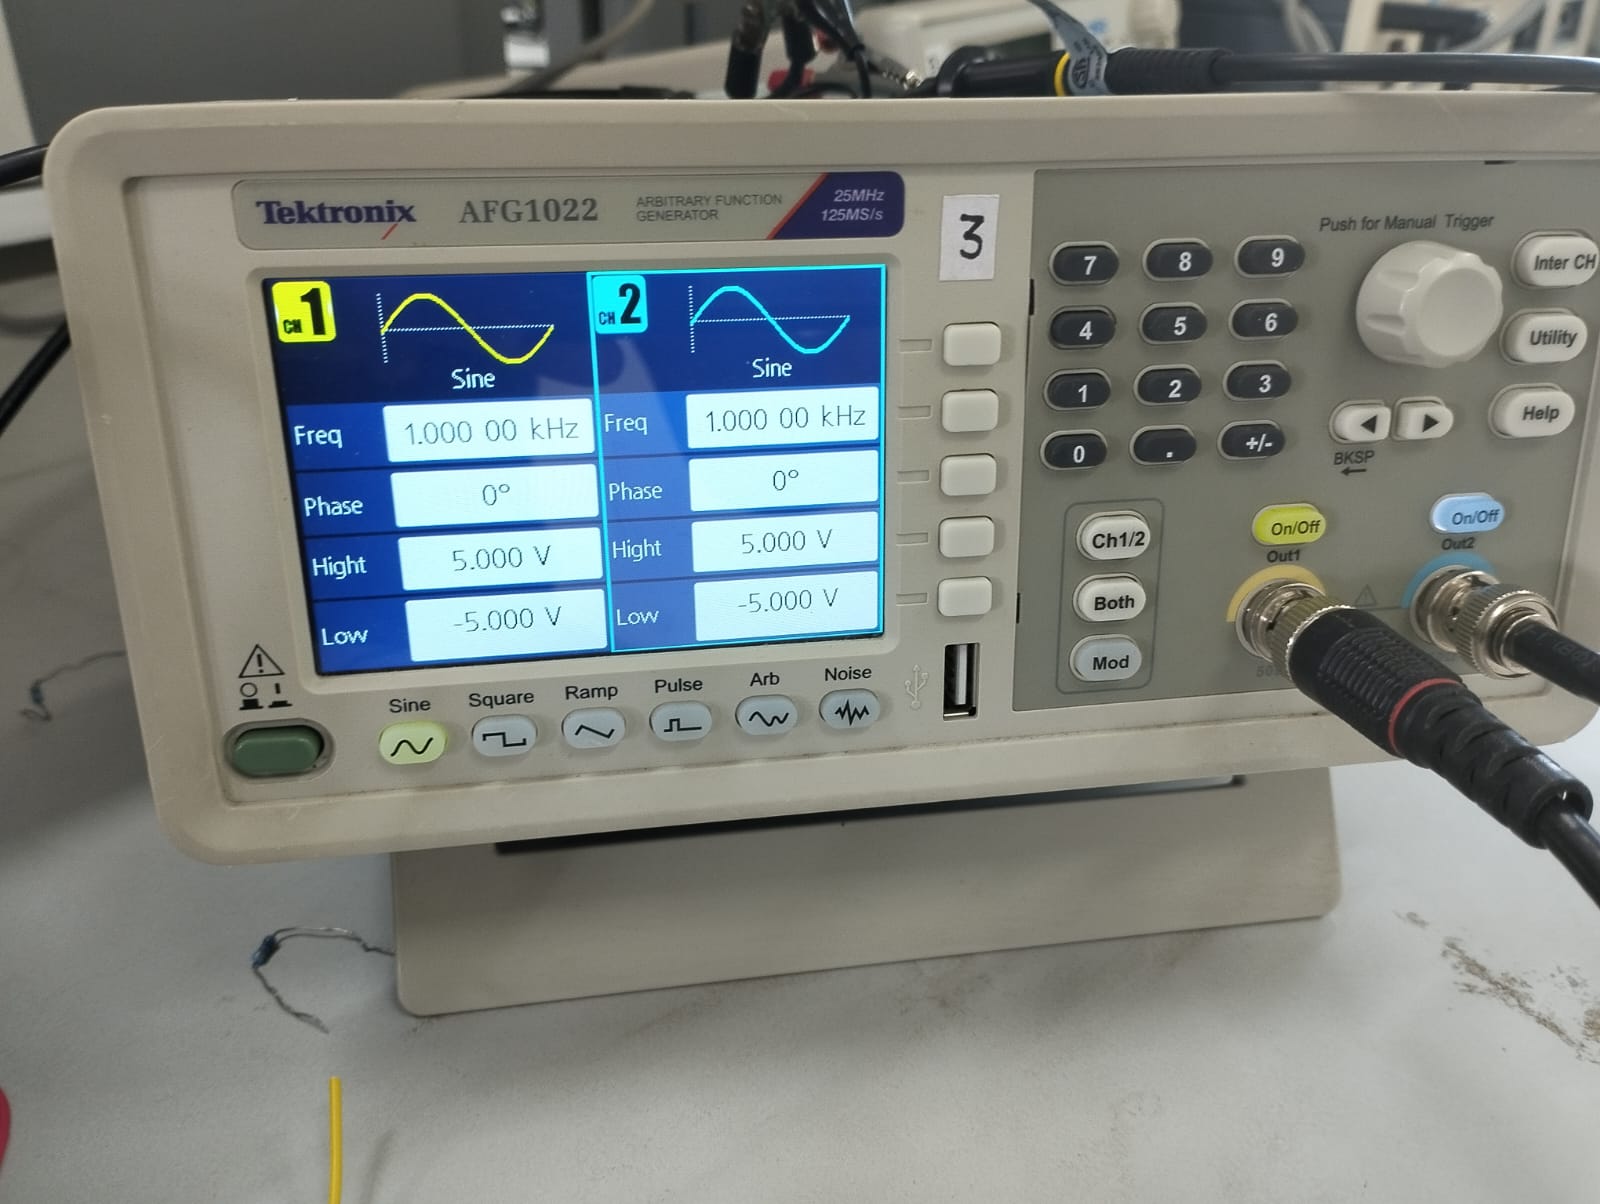 Tektronix AFG1022 ARBITRARY FUNCTION GENERATOR 25MHz 125MS/s
3
CH 1
Sine
Freq 1.000 00 kHz
Phase 0°
Hight 5.000 V
Low -5.000 V
CH 2
Sine
Freq 1.000 00 kHz
Phase 0°
Hight 5.000 V
Low -5.000 V
Sine Square Ramp Pulse Arb Noise
Push for Manual Trigger
7 8 9
4 5 6
1 2 3
0 . +/-
Inter CH
Utility
Help
BKSP
Ch1/2
Both
Mod
On/Off
Out1
On/Off
Out2